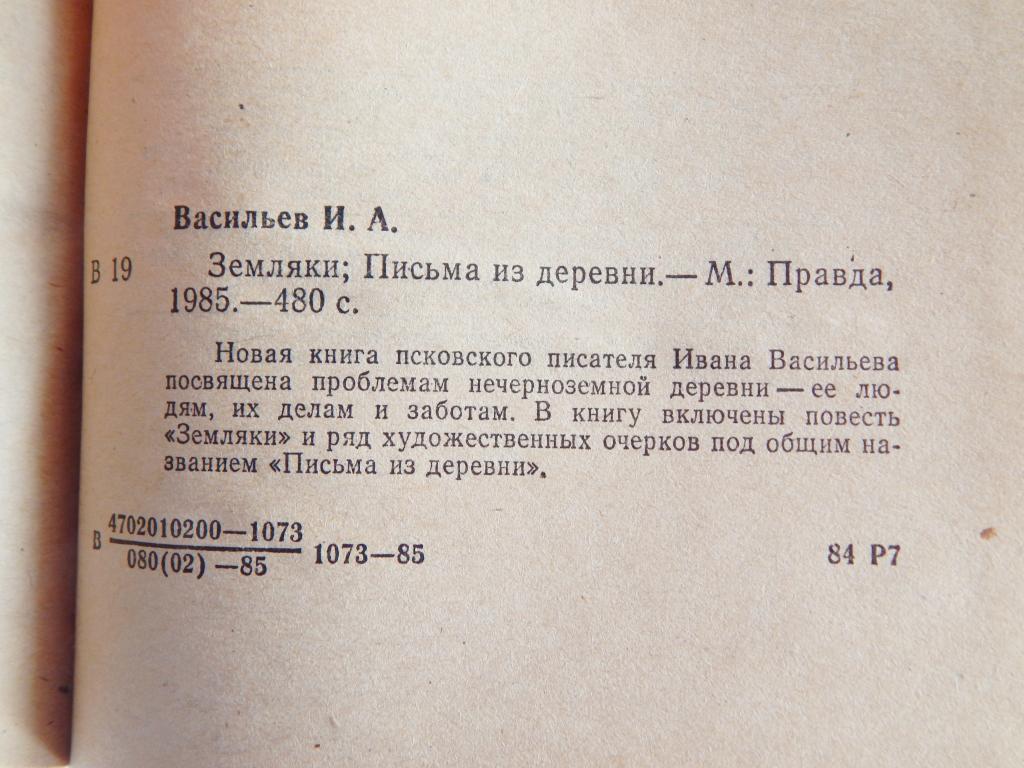 Васильев И. А.
В 19 Земляки; Письма из деревни.— М.: Правда,
1985.—480 с.
Новая книга псковского писателя Ивана Васильева
посвящена проблемам нечерноземной деревни — ее лю-
дям, их делам и заботам. В книгу включены повесть
«Земляки» и ряд художественных очерков под общим на-
званием «Письма из деревни».
4702010200—1073
В 1073—85 84 Р7
080(02) —85